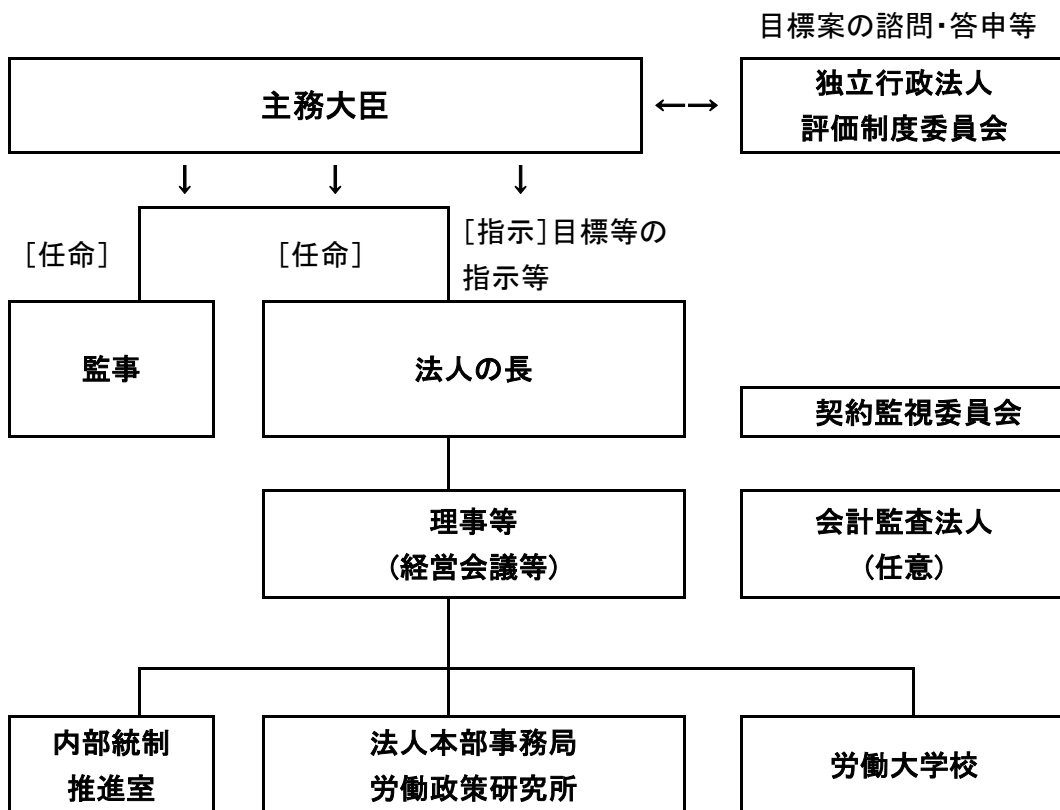 目標案の諮問・答申等
主務大臣
←→
独立行政法人
評価制度委員会
↓ ↓ ↓
[任命]
[任命]
[指示]目標等の
指示等
監事
法人の長
契約監視委員会
理事等
(経営会議等)
会計監査法人
(任意)
内部統制
推進室
法人本部事務局
労働政策研究所
労働大学校